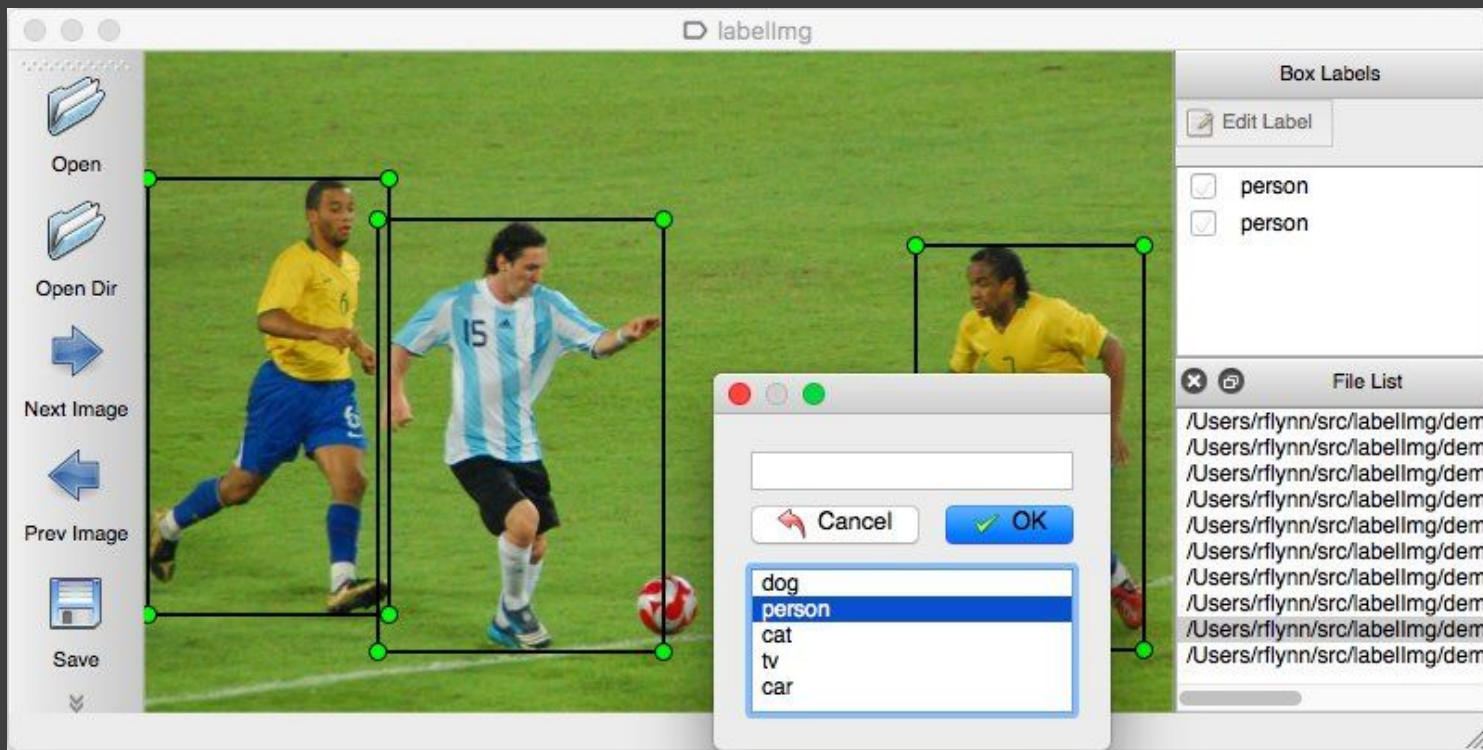 labelImg
Open
Open Dir
Next Image
Prev Image
Save
6
6
15
Cancel
OK
dog
person
cat
tv
car
Box Labels
Edit Label
person
person
File List
/Users/rflynn/src/labelImg/dem
/Users/rflynn/src/labelImg/dem
/Users/rflynn/src/labelImg/dem
/Users/rflynn/src/labelImg/dem
/Users/rflynn/src/labelImg/dem
/Users/rflynn/src/labelImg/dem
/Users/rflynn/src/labelImg/dem
/Users/rflynn/src/labelImg/dem
/Users/rflynn/src/labelImg/dem
/Users/rflynn/src/labelImg/dem